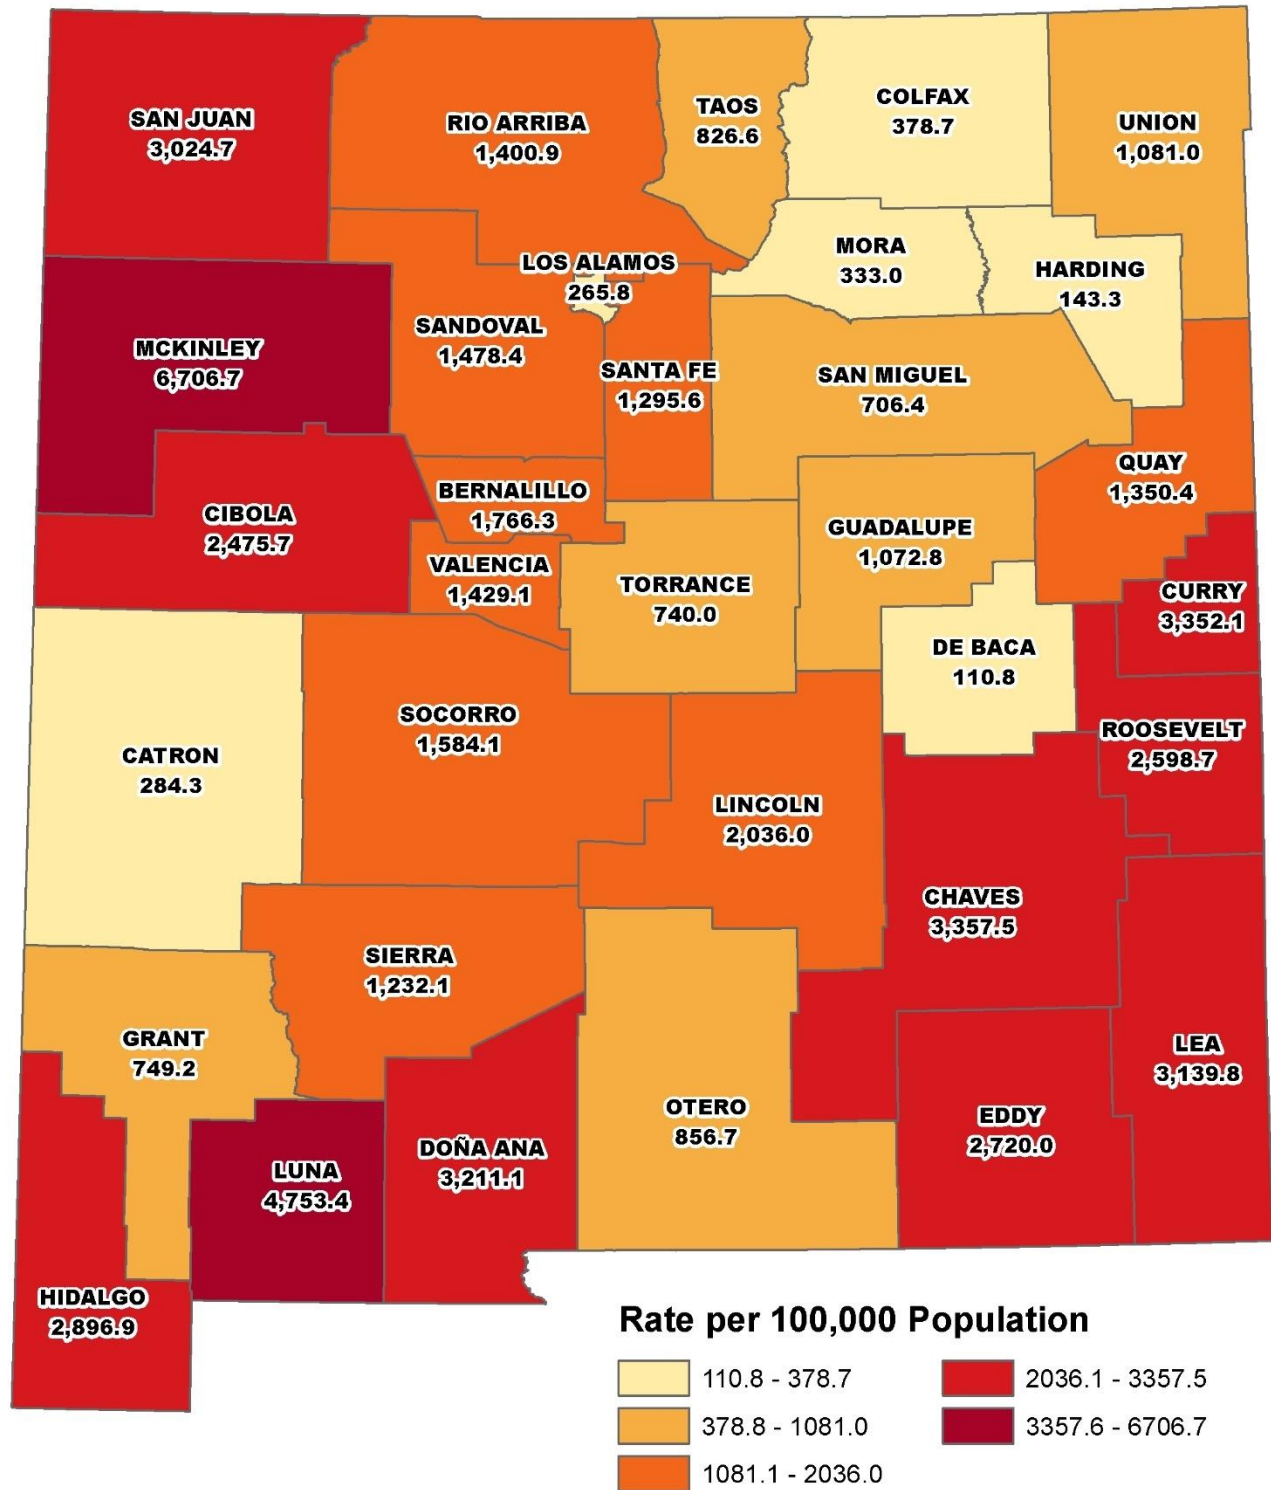 SAN JUAN
3,024.7
RIO ARRIBA
1,400.9
TAOS
826.6
COLFAX
378.7
UNION
1,081.0
LOS ALAMOS
265.8
MORA
333.0
HARDING
143.3
MCKINLEY
6,706.7
SANDOVAL
1,478.4
SANTA FE
1,295.6
SAN MIGUEL
706.4
QUAY
1,350.4
CIBOLA
2,475.7
BERNALILLO
1,766.3
VALENCIA
1,429.1
TORRANCE
740.0
GUADALUPE
1,072.8
CURRY
3,352.1
DE BACA
110.8
ROOSEVELT
2,598.7
CATRON
284.3
SOCORRO
1,584.1
LINCOLN
2,036.0
CHAVES
3,357.5
SIERRA
1,232.1
GRANT
749.2
LEA
3,139.8
OTERO
856.7
EDDY
2,720.0
DOÑA ANA
3,211.1
LUNA
4,753.4
HIDALGO
2,896.9
Rate per 100,000 Population
110.8 - 378.7
378.8 - 1081.0
1081.1 - 2036.0
2036.1 - 3357.5
3357.6 - 6706.7